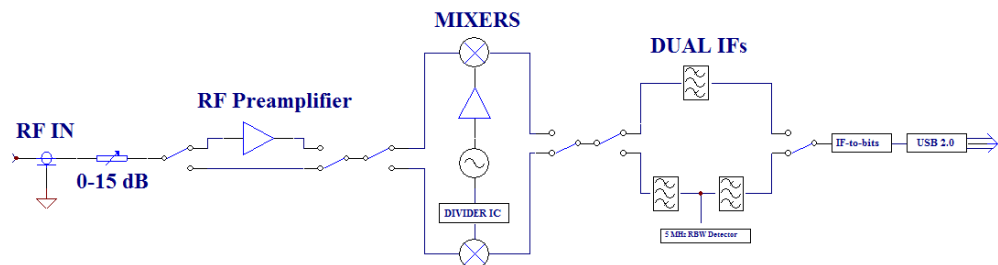 MIXERS
DUAL IFs
RF Preamplifier
RF IN
0-15 dB
DIVIDER IC
IF-to-bits
USB 2.0
5 MHz RBW Detector